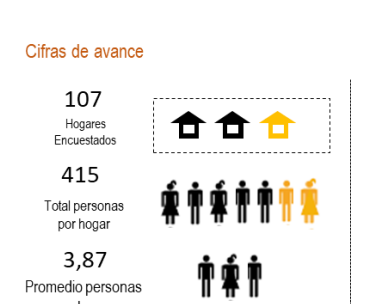 Cifras de avance
107
Hogares
Encuestados
415
Total personas
por hogar
3,87
Promedio personas